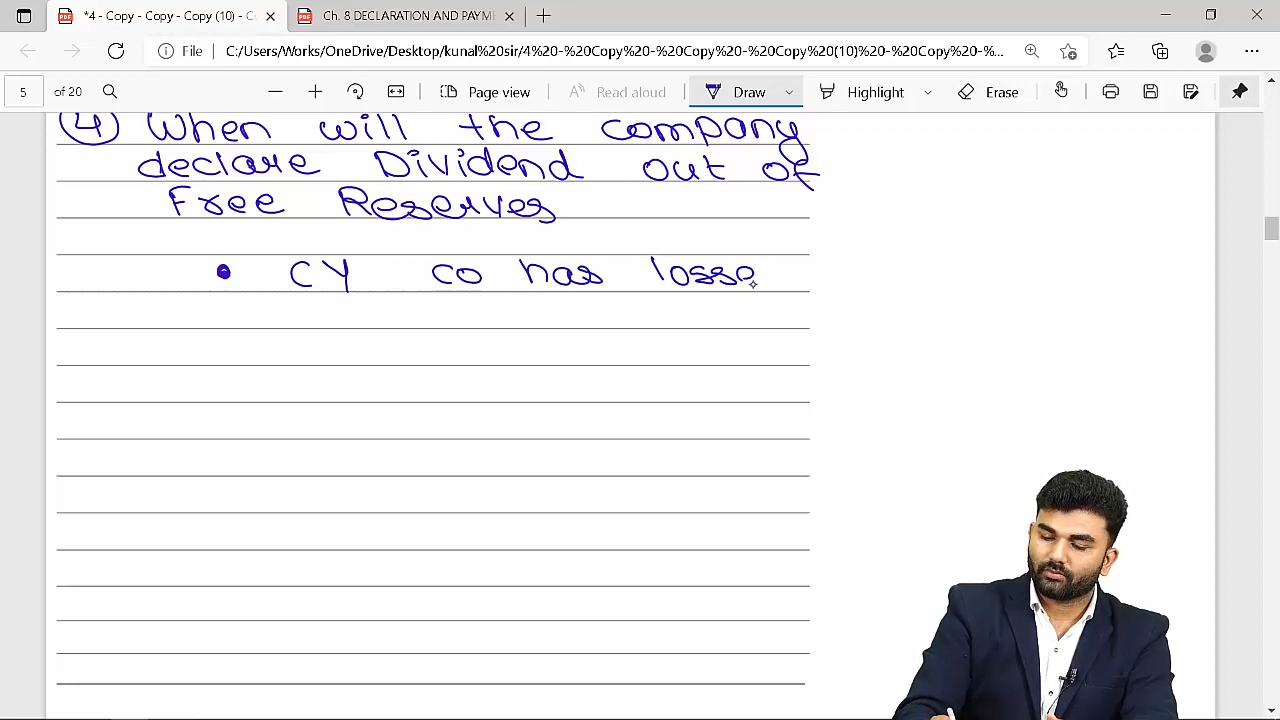 *4 - Copy - Copy - Copy (10) - C
Ch. 8 DECLARATION AND PAYM
File C:/Users/Works/OneDrive/Desktop/kunal%20sir/4%20-%20Copy%20-%20Copy%20-%20Copy%20(10)%20-%20Copy%20-%...
5 of 20 Page view Read aloud Draw Highlight Erase
(4) When will the company
declare Dividend out of
Free Reserves
• CY co has losse